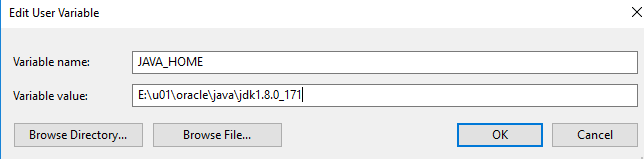 Edit User Variable
Variable name: JAVA_HOME
Variable value: E:\u01\oracle\java\jdk1.8.0_171
Browse Directory... Browse File... OK Cancel